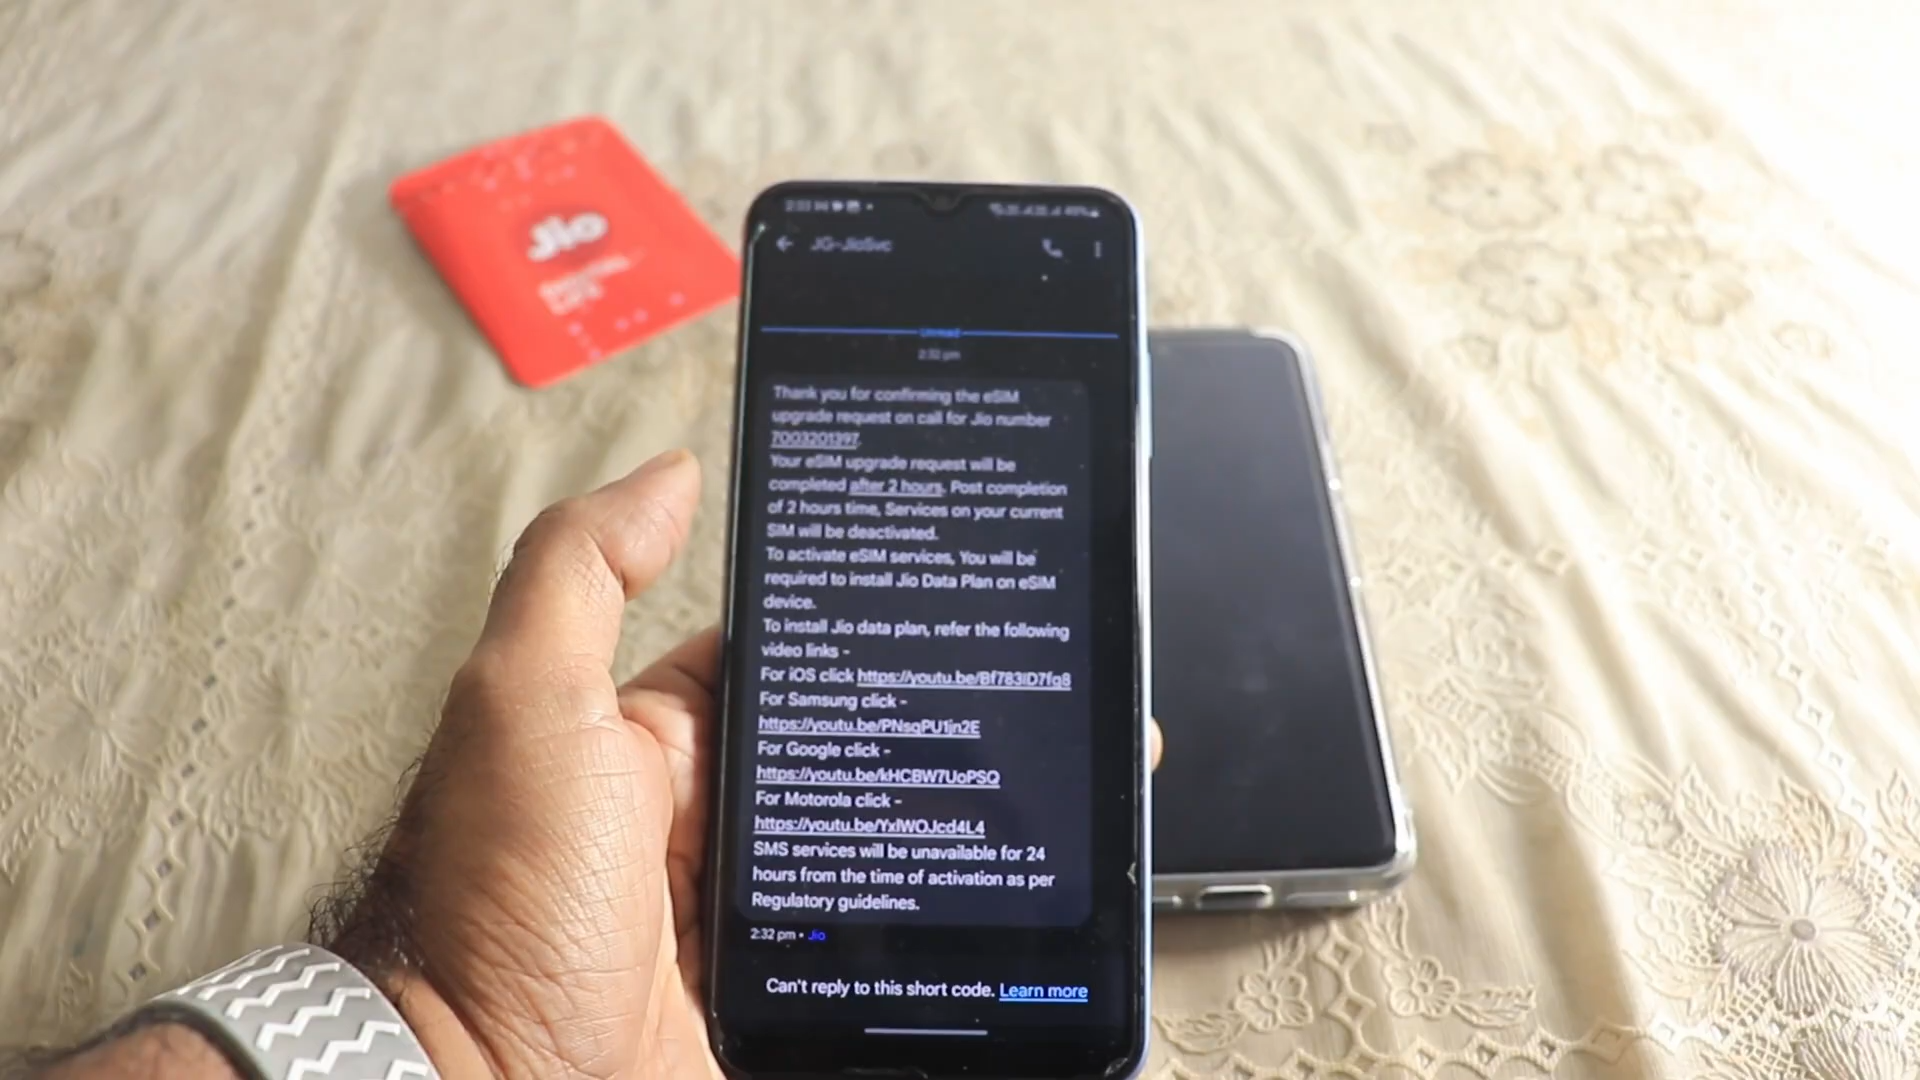 Jio
JG-JioSvc
Unread
2:32 pm
Thank you for confirming the eSIM
upgrade request on call for Jio number
7003201397.
Your eSIM upgrade request will be
completed after 2 hours. Post completion
of 2 hours time, Services on your current
SIM will be deactivated.
To activate eSIM services, You will be
required to install Jio Data Plan on eSIM
device.
To install Jio data plan, refer the following
video links -
For iOS click https://youtu.be/Bf783ID7fg8
For Samsung click -
https://youtu.be/PNsqPU1jn2E
For Google click -
https://youtu.be/kHCBW7UoPSQ
For Motorola click -
https://youtu.be/YxlWOJcd4L4
SMS services will be unavailable for 24
hours from the time of activation as per
Regulatory guidelines.
2:32 pm • Jio
Can't reply to this short code. Learn more